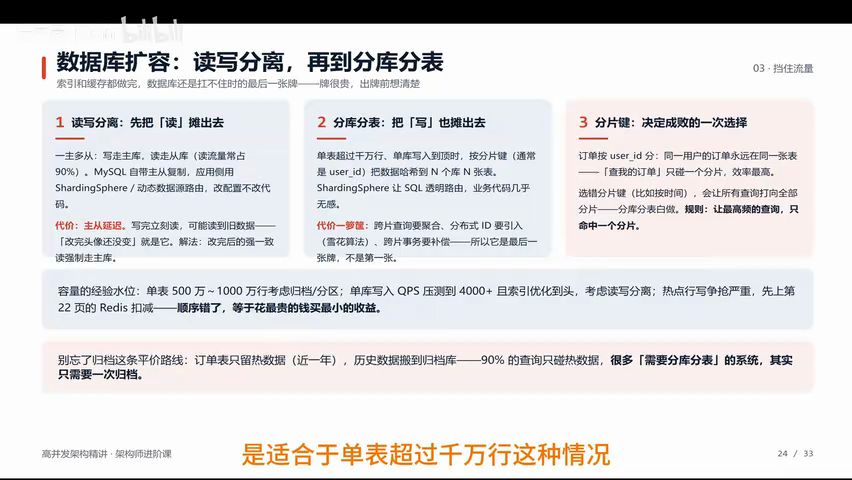 bilibili
数据库扩容：读写分离，再到分库分表
索引和缓存都做完，数据库还是扛不住时的最后一张牌——牌很贵，出牌前想清楚
03 · 挡住流量
1 读写分离：先把「读」摊出去
一主多从：写走主库，读走从库（读流量常占
90%）。MySQL 自带主从复制，应用侧用
ShardingSphere / 动态数据源路由，改配置不改代
码。
代价：主从延迟。写完立刻读，可能读到旧数据——
「改完头像还没变」就是它。解法：改完后的强一致
读强制走主库。
2 分库分表：把「写」也摊出去
单表超过千万行、单库写入到顶时，按分片键（通常
是 user_id）把数据哈希到 N 个库 N 张表。
ShardingSphere 让 SQL 透明路由，业务代码几乎
无感。
代价一箩筐：跨片查询要聚合、分布式 ID 要引入
（雪花算法）、跨片事务要补偿——所以它是最后一
张牌，不是第一张。
3 分片键：决定成败的一次选择
订单按 user_id 分：同一用户的订单永远在同一张表
——「查我的订单」只碰一个分片，效率最高。
选错分片键（比如按时间），会让所有查询打向全部
分片——分库分表白做。规则：让最高频的查询，只
命中一个分片。
容量的经验水位：单表 500 万～1000 万行考虑归档/分区；单库写入 QPS 压测到 4000+ 且索引优化到头，考虑读写分离；热点行写争抢严重，先上第
22 页的 Redis 扣减——顺序错了，等于花最贵的钱买最小的收益。
别忘了归档这条平价路线：订单表只留热数据（近一年），历史数据搬到归档库——90% 的查询只碰热数据，很多「需要分库分表」的系统，其实
只需要一次归档。
高并发架构精讲 · 架构师进阶课
24 / 33
是适合于单表超过千万行这种情况